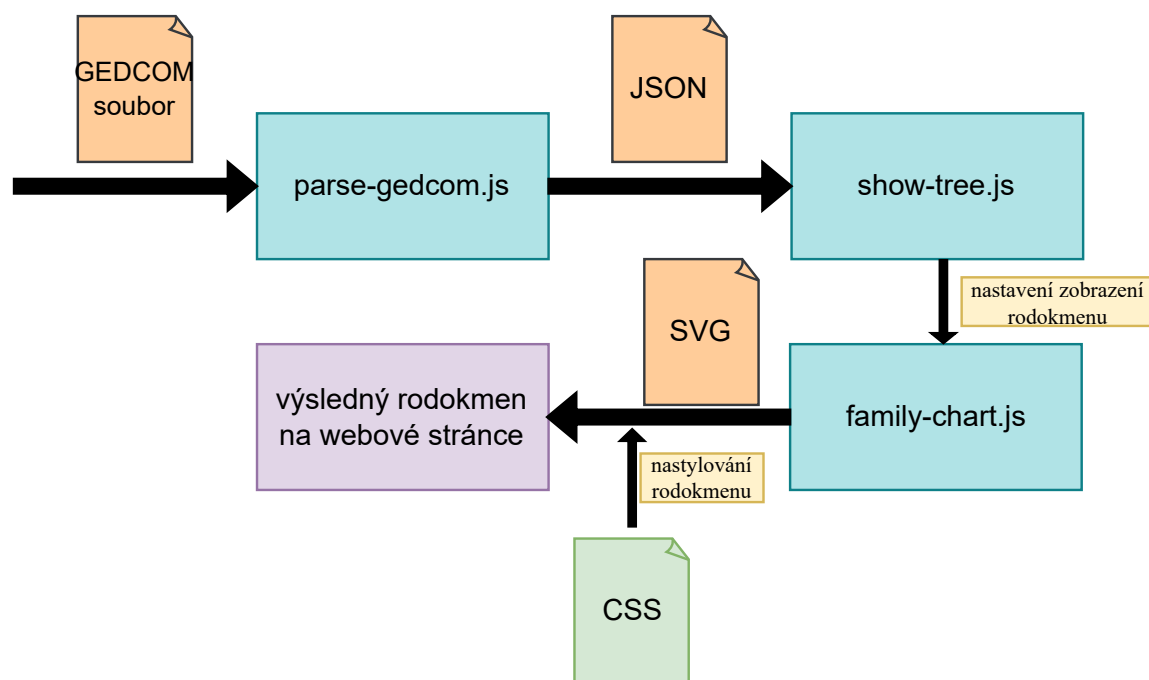 GEDCOM
soubor
JSON
parse-gedcom.js
show-tree.js
nastavení zobrazení
rodokmenu
SVG
výsledný rodokmen
na webové stránce
family-chart.js
nastylování
rodokmenu
CSS